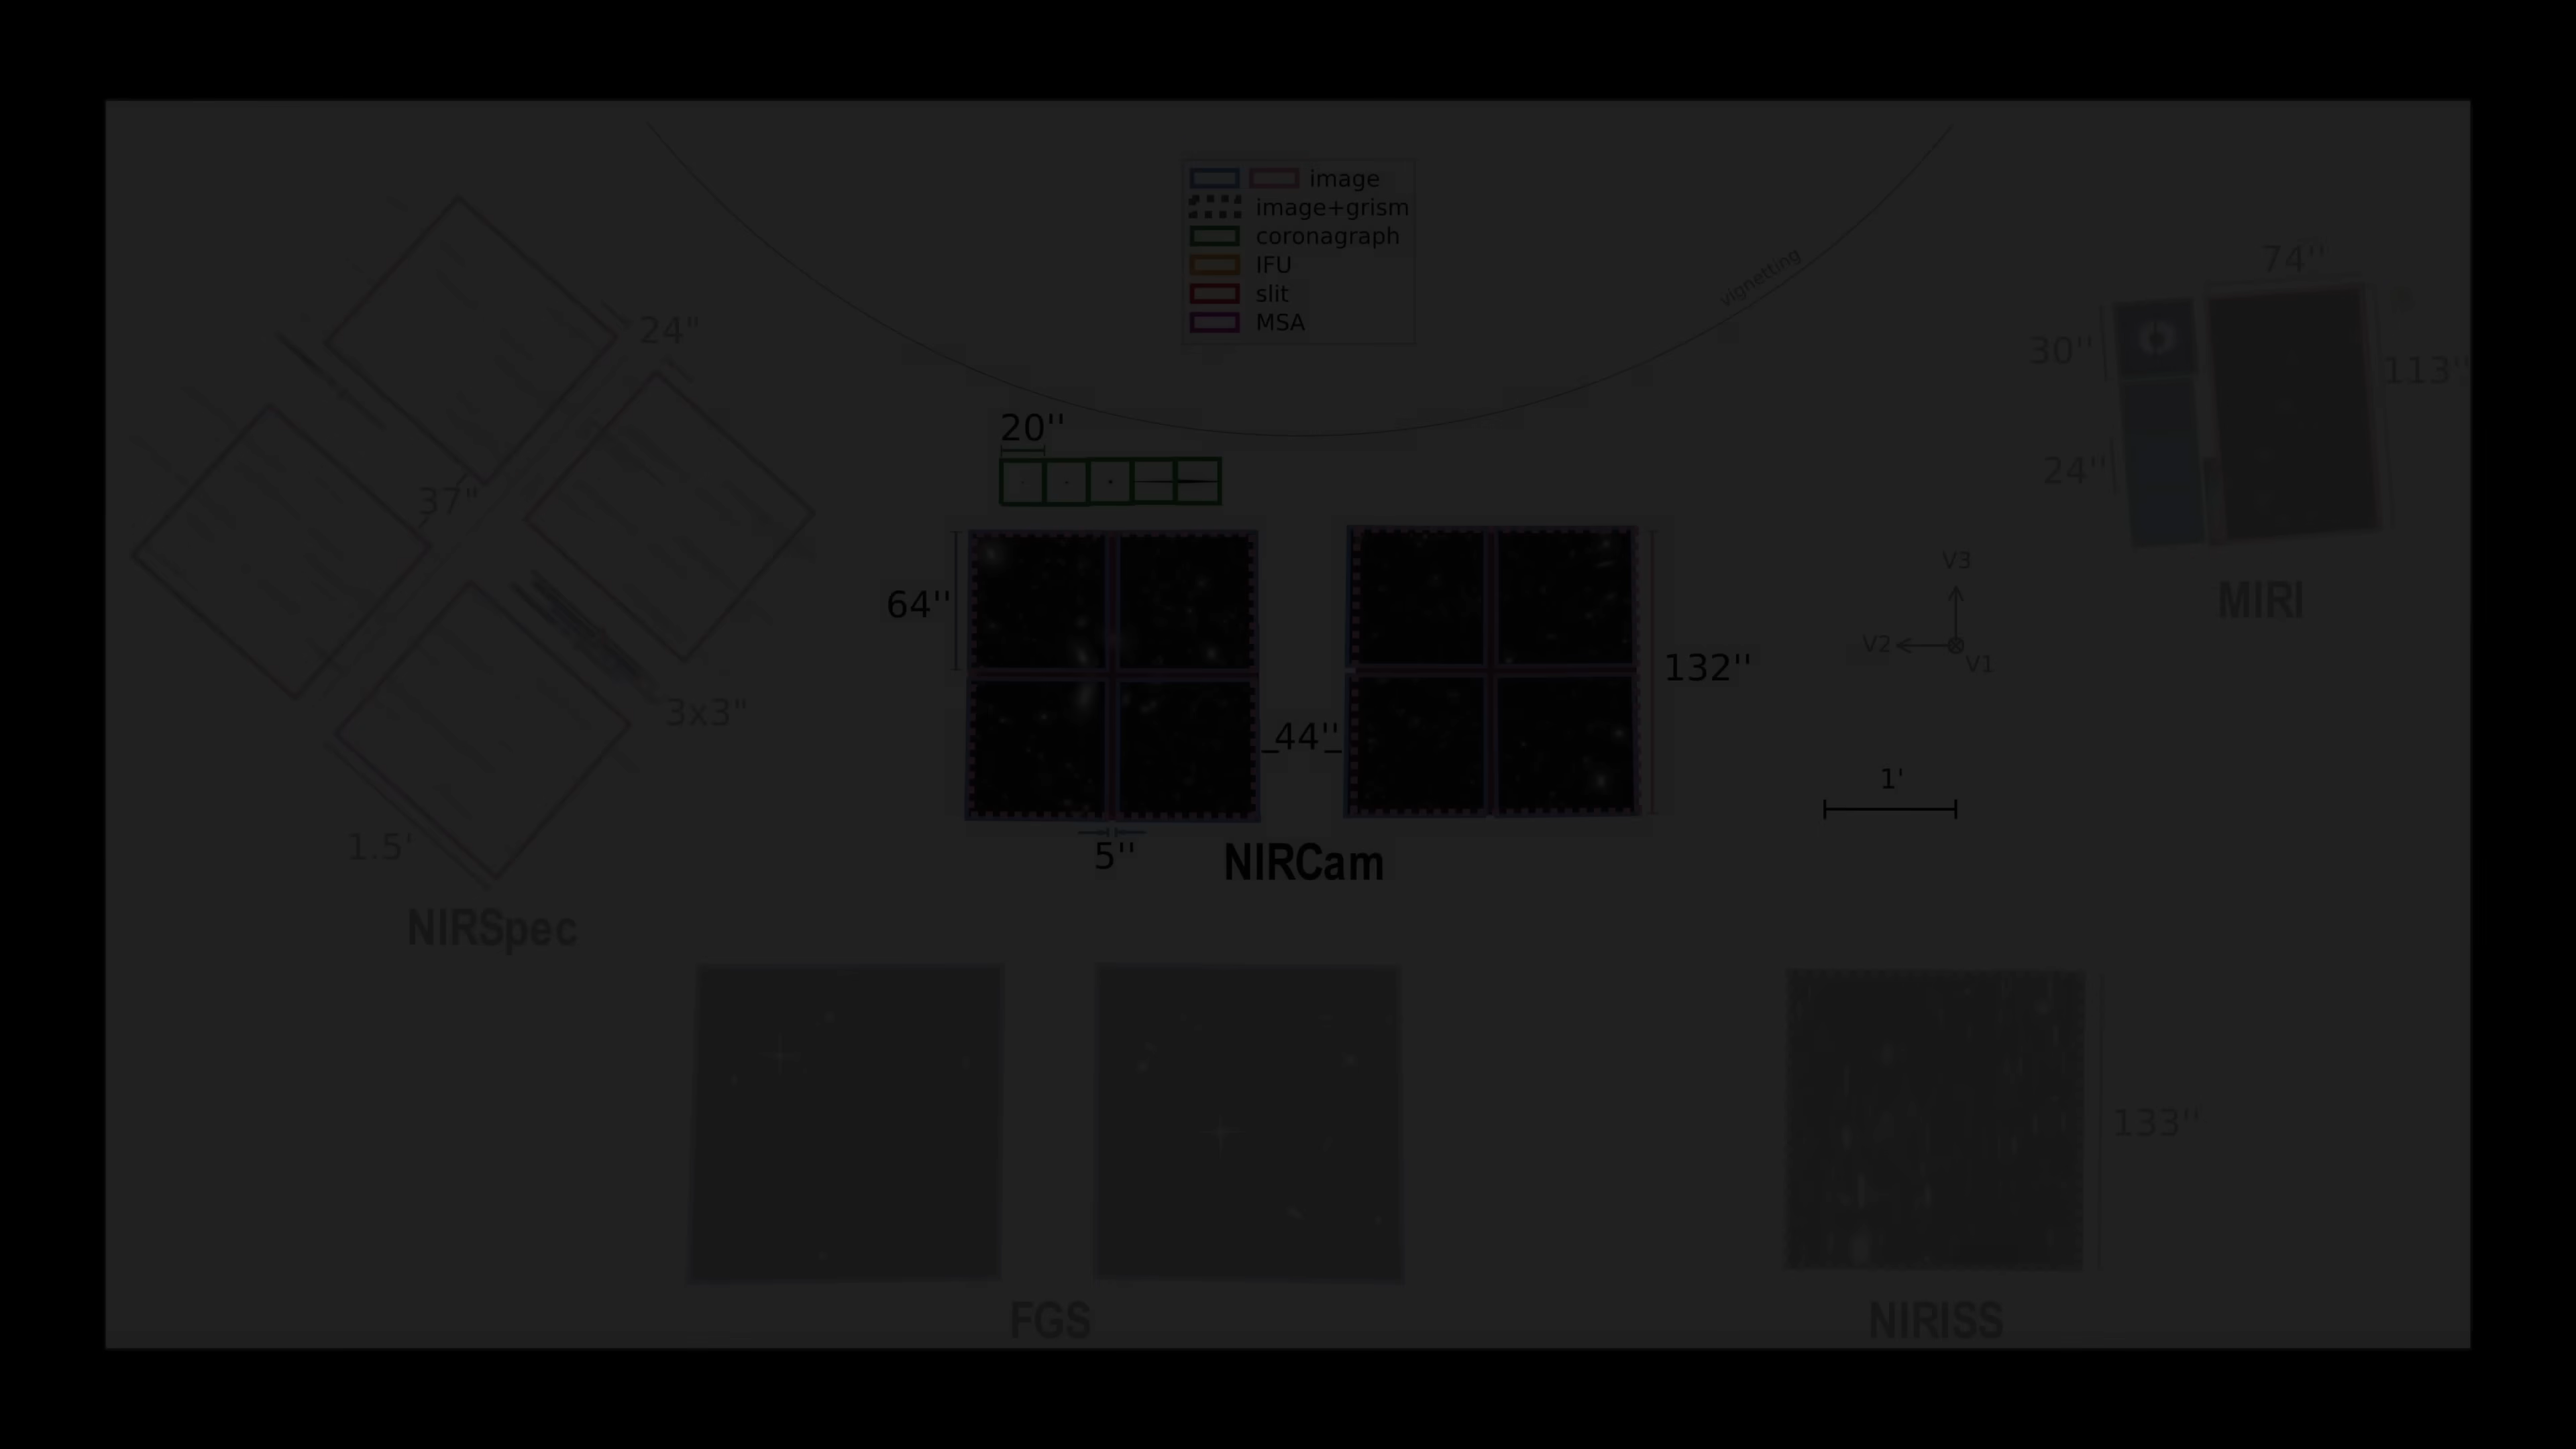 image
image+grism
coronagraph
IFU
slit
MSA
vignetting
24"
37"
3x3"
1.5'
NIRSpec
20''
64''
44''
132''
5''
NIRCam
74''
30''
113''
24''
MIRI
V3
V2
V1
1'
FGS
133''
NIRISS